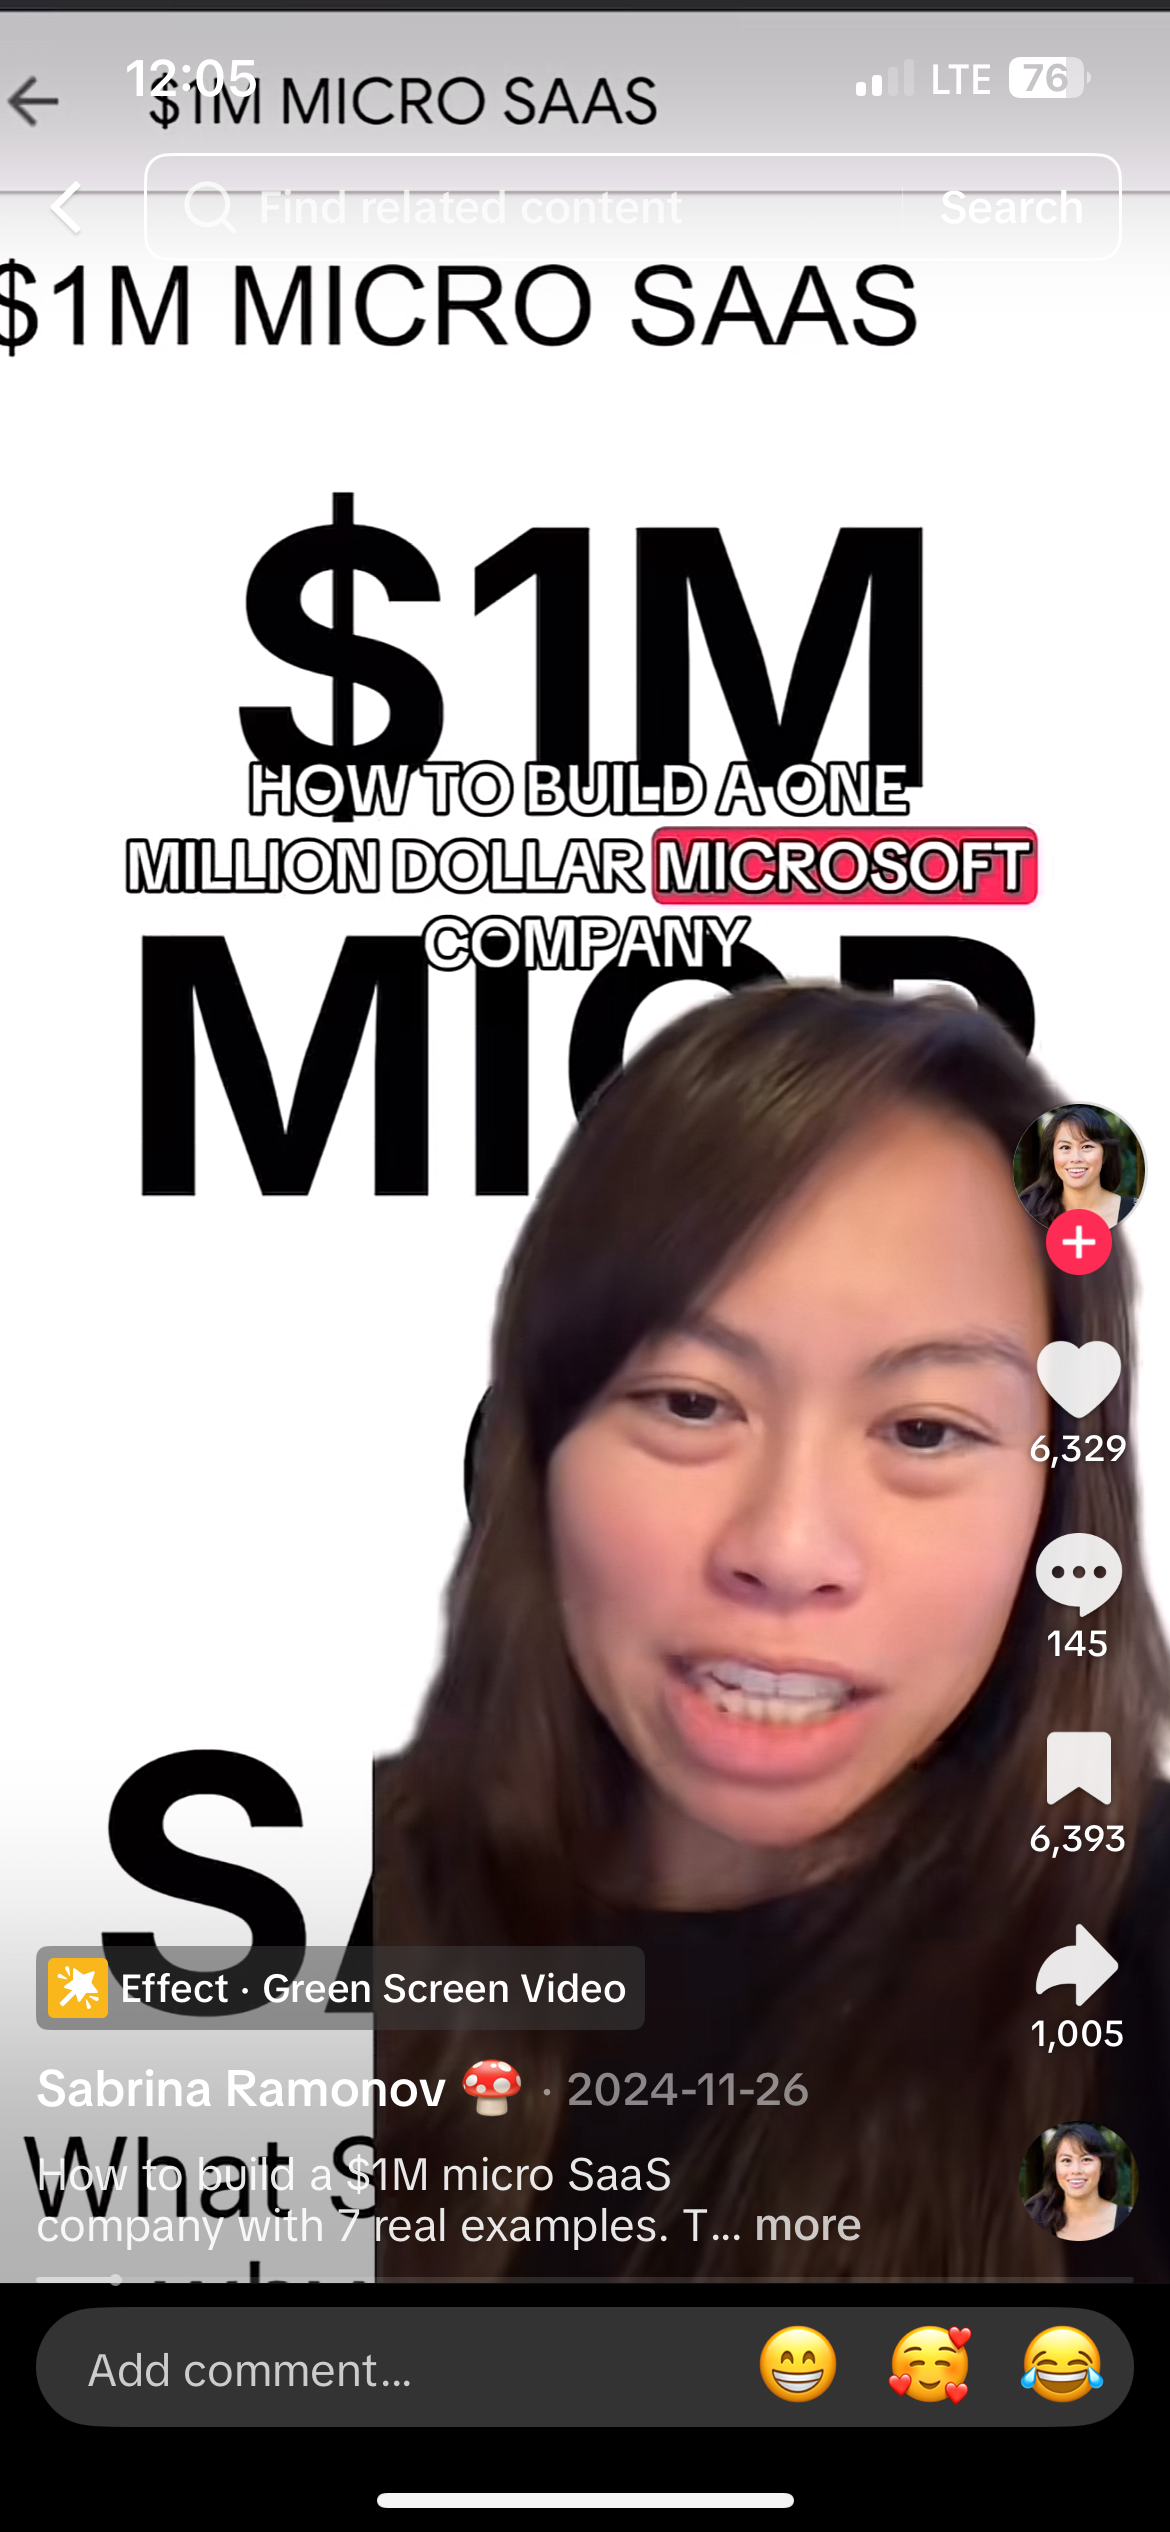 12:05
LTE 76
$1M MICRO SAAS
Find related content
Search
$1M MICRO SAAS
$1M
HOW TO BUILD A ONE
MILLION DOLLAR MICROSOFT
COMPANY
MICR
6,329
145
6,393
SA
Effect · Green Screen Video
1,005
Sabrina Ramonov 🍄 · 2024-11-26
What S
How to build a $1M micro SaaS
company with 7 real examples. T... more
Add comment...